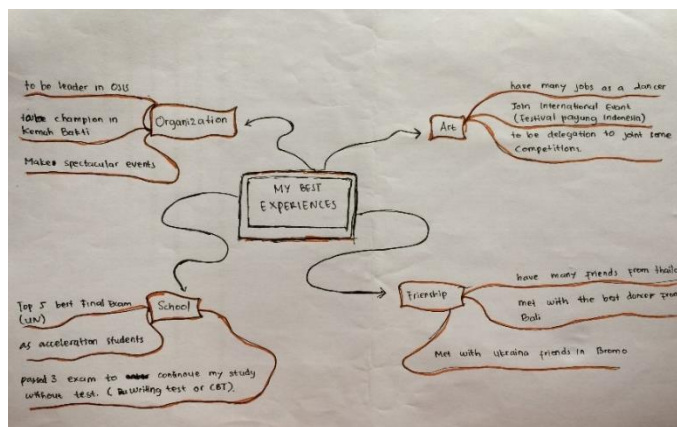 MY BEST
EXPERIENCES
Organization
to be leader in OSIS
champion in
Kemah Bakti
Make spectacular events
Art
have many jobs as a dancer
Join International Event
(Festival payung Indonesia)
to be delegation to joint some
Competitions.
School
Top 5 best Final Exam
(UN)
as acceleration students
passed 3 exam to continoue my study
without test. ( writing test or CBT).
Friendship
have many friends from thaila
met with the best dancer from
Bali
Met with ukraina friends in Bromo